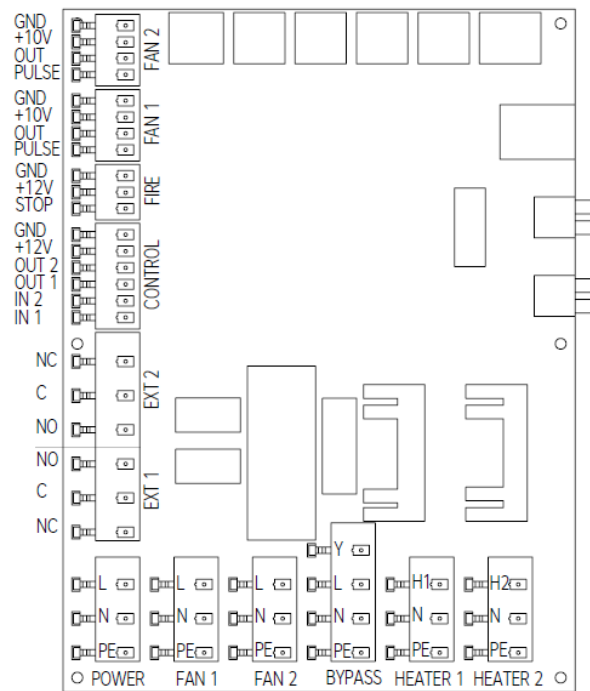 GND
+10V
OUT
PULSE
FAN 2
GND
+10V
OUT
PULSE
FAN 1
GND
+12V
STOP
FIRE
GND
+12V
OUT 2
OUT 1
IN 2
IN 1
CONTROL
NC
C
NO
EXT 2
NO
C
NC
EXT 1
Y
L L L L H1 H2
N N N N N N
PE PE PE PE PE PE
POWER FAN 1 FAN 2 BYPASS HEATER 1 HEATER 2